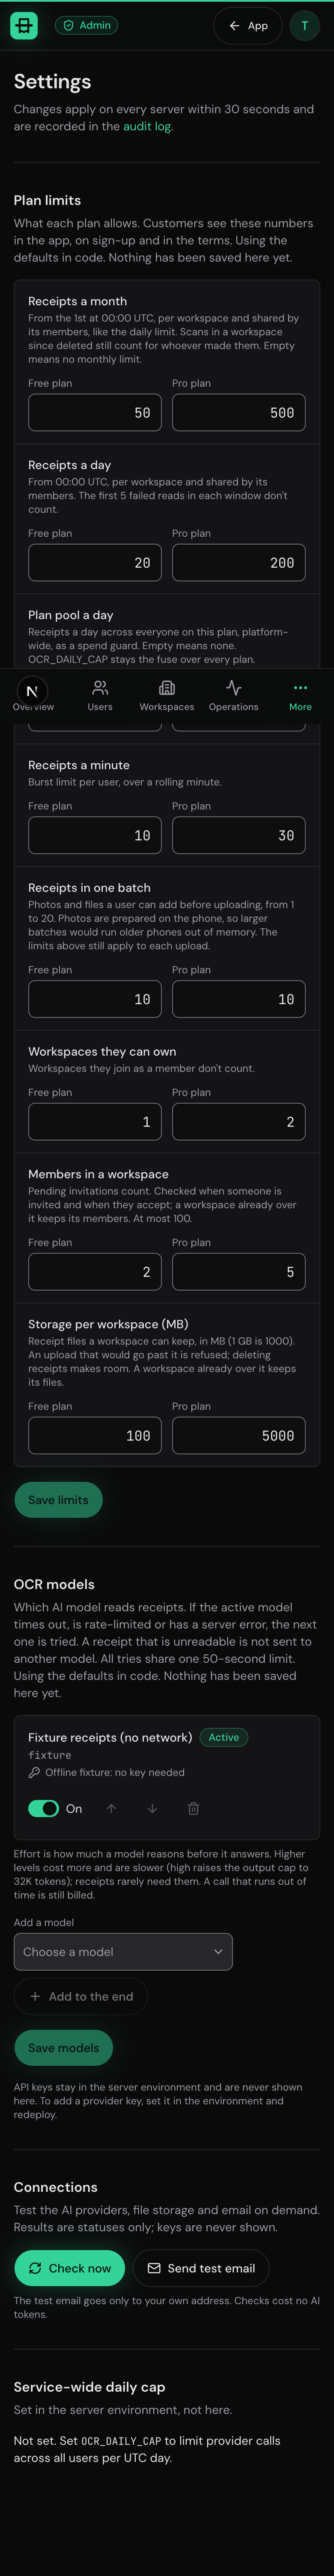 Admin
App
T
Settings
Changes apply on every server within 30 seconds and
are recorded in the audit log.
Plan limits
What each plan allows. Customers see these numbers
in the app, on sign-up and in the terms. Using the
defaults in code. Nothing has been saved here yet.
Receipts a month
From the 1st at 00:00 UTC, per workspace and shared by
its members, like the daily limit. Scans in a workspace
since deleted still count for whoever made them. Empty
means no monthly limit.
Free plan
Pro plan
50
500
Receipts a day
From 00:00 UTC, per workspace and shared by its
members. The first 5 failed reads in each window don't
count.
Free plan
Pro plan
20
200
Plan pool a day
Receipts a day across everyone on this plan, platform-
wide, as a spend guard. Empty means none.
OCR_DAILY_CAP stays the fuse over every plan.
N
Overview
Users
Workspaces
Operations
More
Receipts a minute
Burst limit per user, over a rolling minute.
Free plan
Pro plan
10
30
Receipts in one batch
Photos and files a user can add before uploading, from 1
to 20. Photos are prepared on the phone, so larger
batches would run older phones out of memory. The
limits above still apply to each upload.
Free plan
Pro plan
10
10
Workspaces they can own
Workspaces they join as a member don't count.
Free plan
Pro plan
1
2
Members in a workspace
Pending invitations count. Checked when someone is
invited and when they accept; a workspace already over
it keeps its members. At most 100.
Free plan
Pro plan
2
5
Storage per workspace (MB)
Receipt files a workspace can keep, in MB (1 GB is 1000).
An upload that would go past it is refused; deleting
receipts makes room. A workspace already over it keeps
its files.
Free plan
Pro plan
100
5000
Save limits
OCR models
Which AI model reads receipts. If the active model
times out, is rate-limited or has a server error, the next
one is tried. A receipt that is unreadable is not sent to
another model. All tries share one 50-second limit.
Using the defaults in code. Nothing has been saved
here yet.
Fixture receipts (no network)
Active
fixture
Offline fixture: no key needed
On
Effort is how much a model reasons before it answers. Higher
levels cost more and are slower (high raises the output cap to
32K tokens); receipts rarely need them. A call that runs out of
time is still billed.
Add a model
Choose a model
Add to the end
Save models
API keys stay in the server environment and are never shown
here. To add a provider key, set it in the environment and
redeploy.
Connections
Test the AI providers, file storage and email on demand.
Results are statuses only; keys are never shown.
Check now
Send test email
The test email goes only to your own address. Checks cost no AI
tokens.
Service-wide daily cap
Set in the server environment, not here.
Not set. Set OCR_DAILY_CAP to limit provider calls
across all users per UTC day.